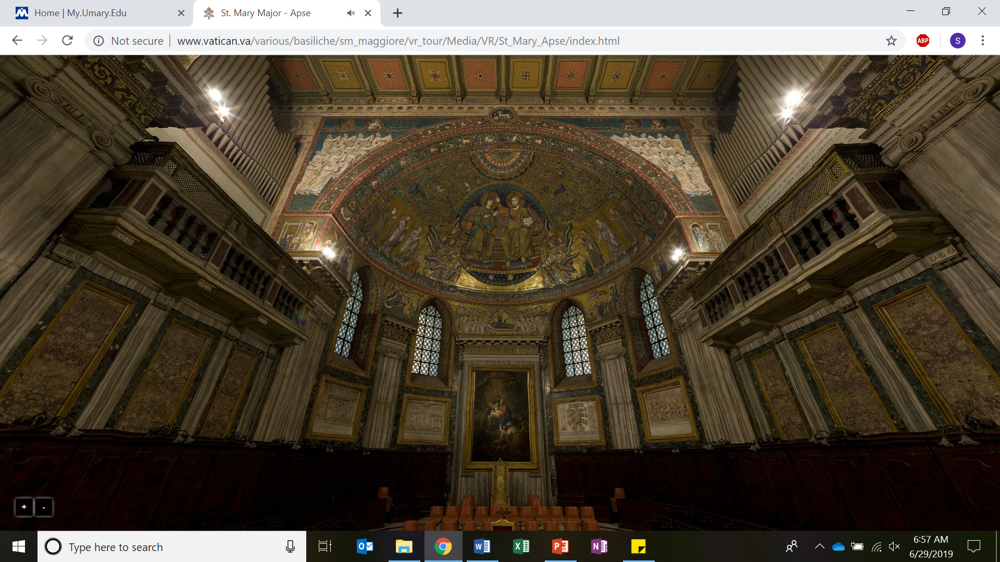 Home | My.Umary.Edu
St. Mary Major - Apse
Not secure
www.vatican.va/various/basiliche/sm_maggiore/vr_tour/Media/VR/St_Mary_Apse/index.html
ABP
S
+
-
Type here to search
6:57 AM
6/29/2019